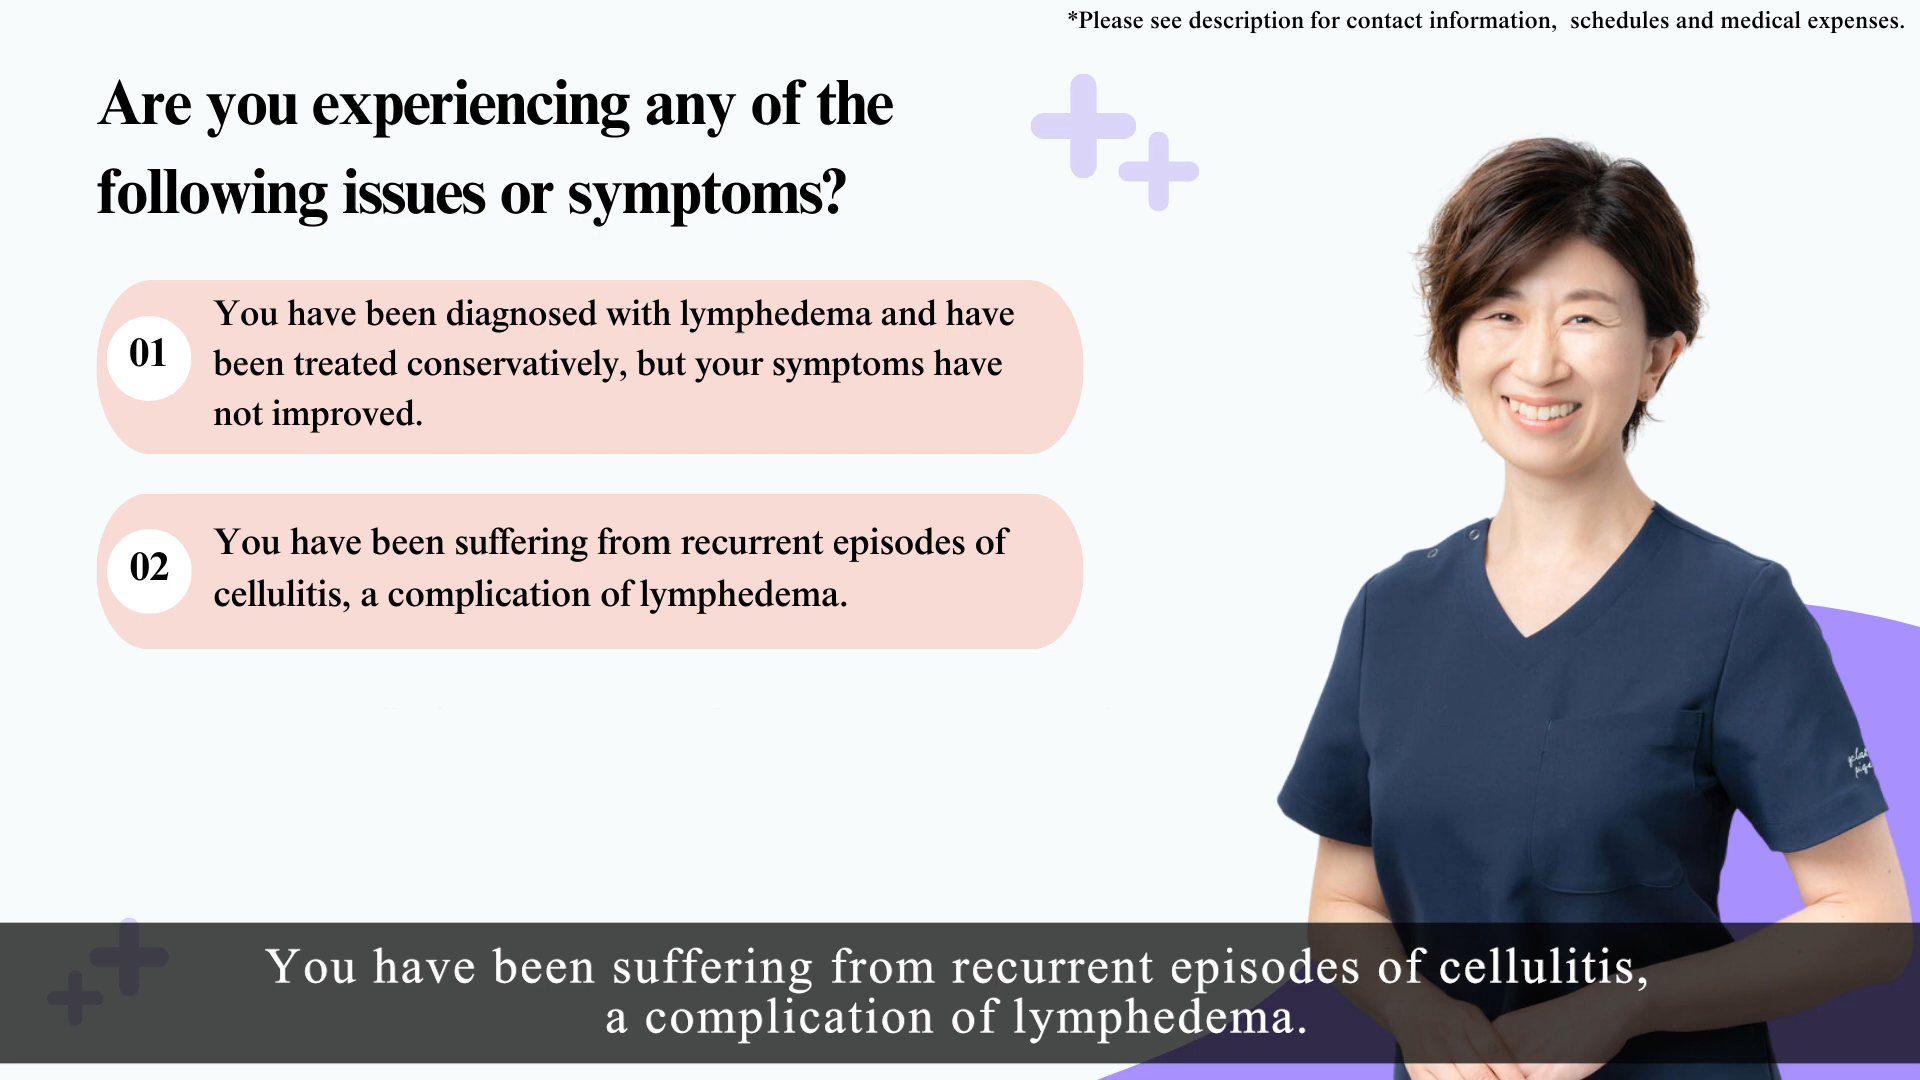 *Please see description for contact information,  schedules and medical expenses.
Are you experiencing any of the
following issues or symptoms?
01
You have been diagnosed with lymphedema and have
been treated conservatively, but your symptoms have
not improved.
02
You have been suffering from recurrent episodes of
cellulitis, a complication of lymphedema.
You have been suffering from recurrent episodes of cellulitis,
a complication of lymphedema.